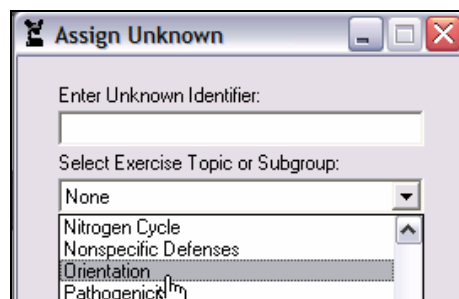 Assign Unknown
Enter Unknown Identifier:
Select Exercise Topic or Subgroup:
None
Nitrogen Cycle
Nonspecific Defenses
Orientation